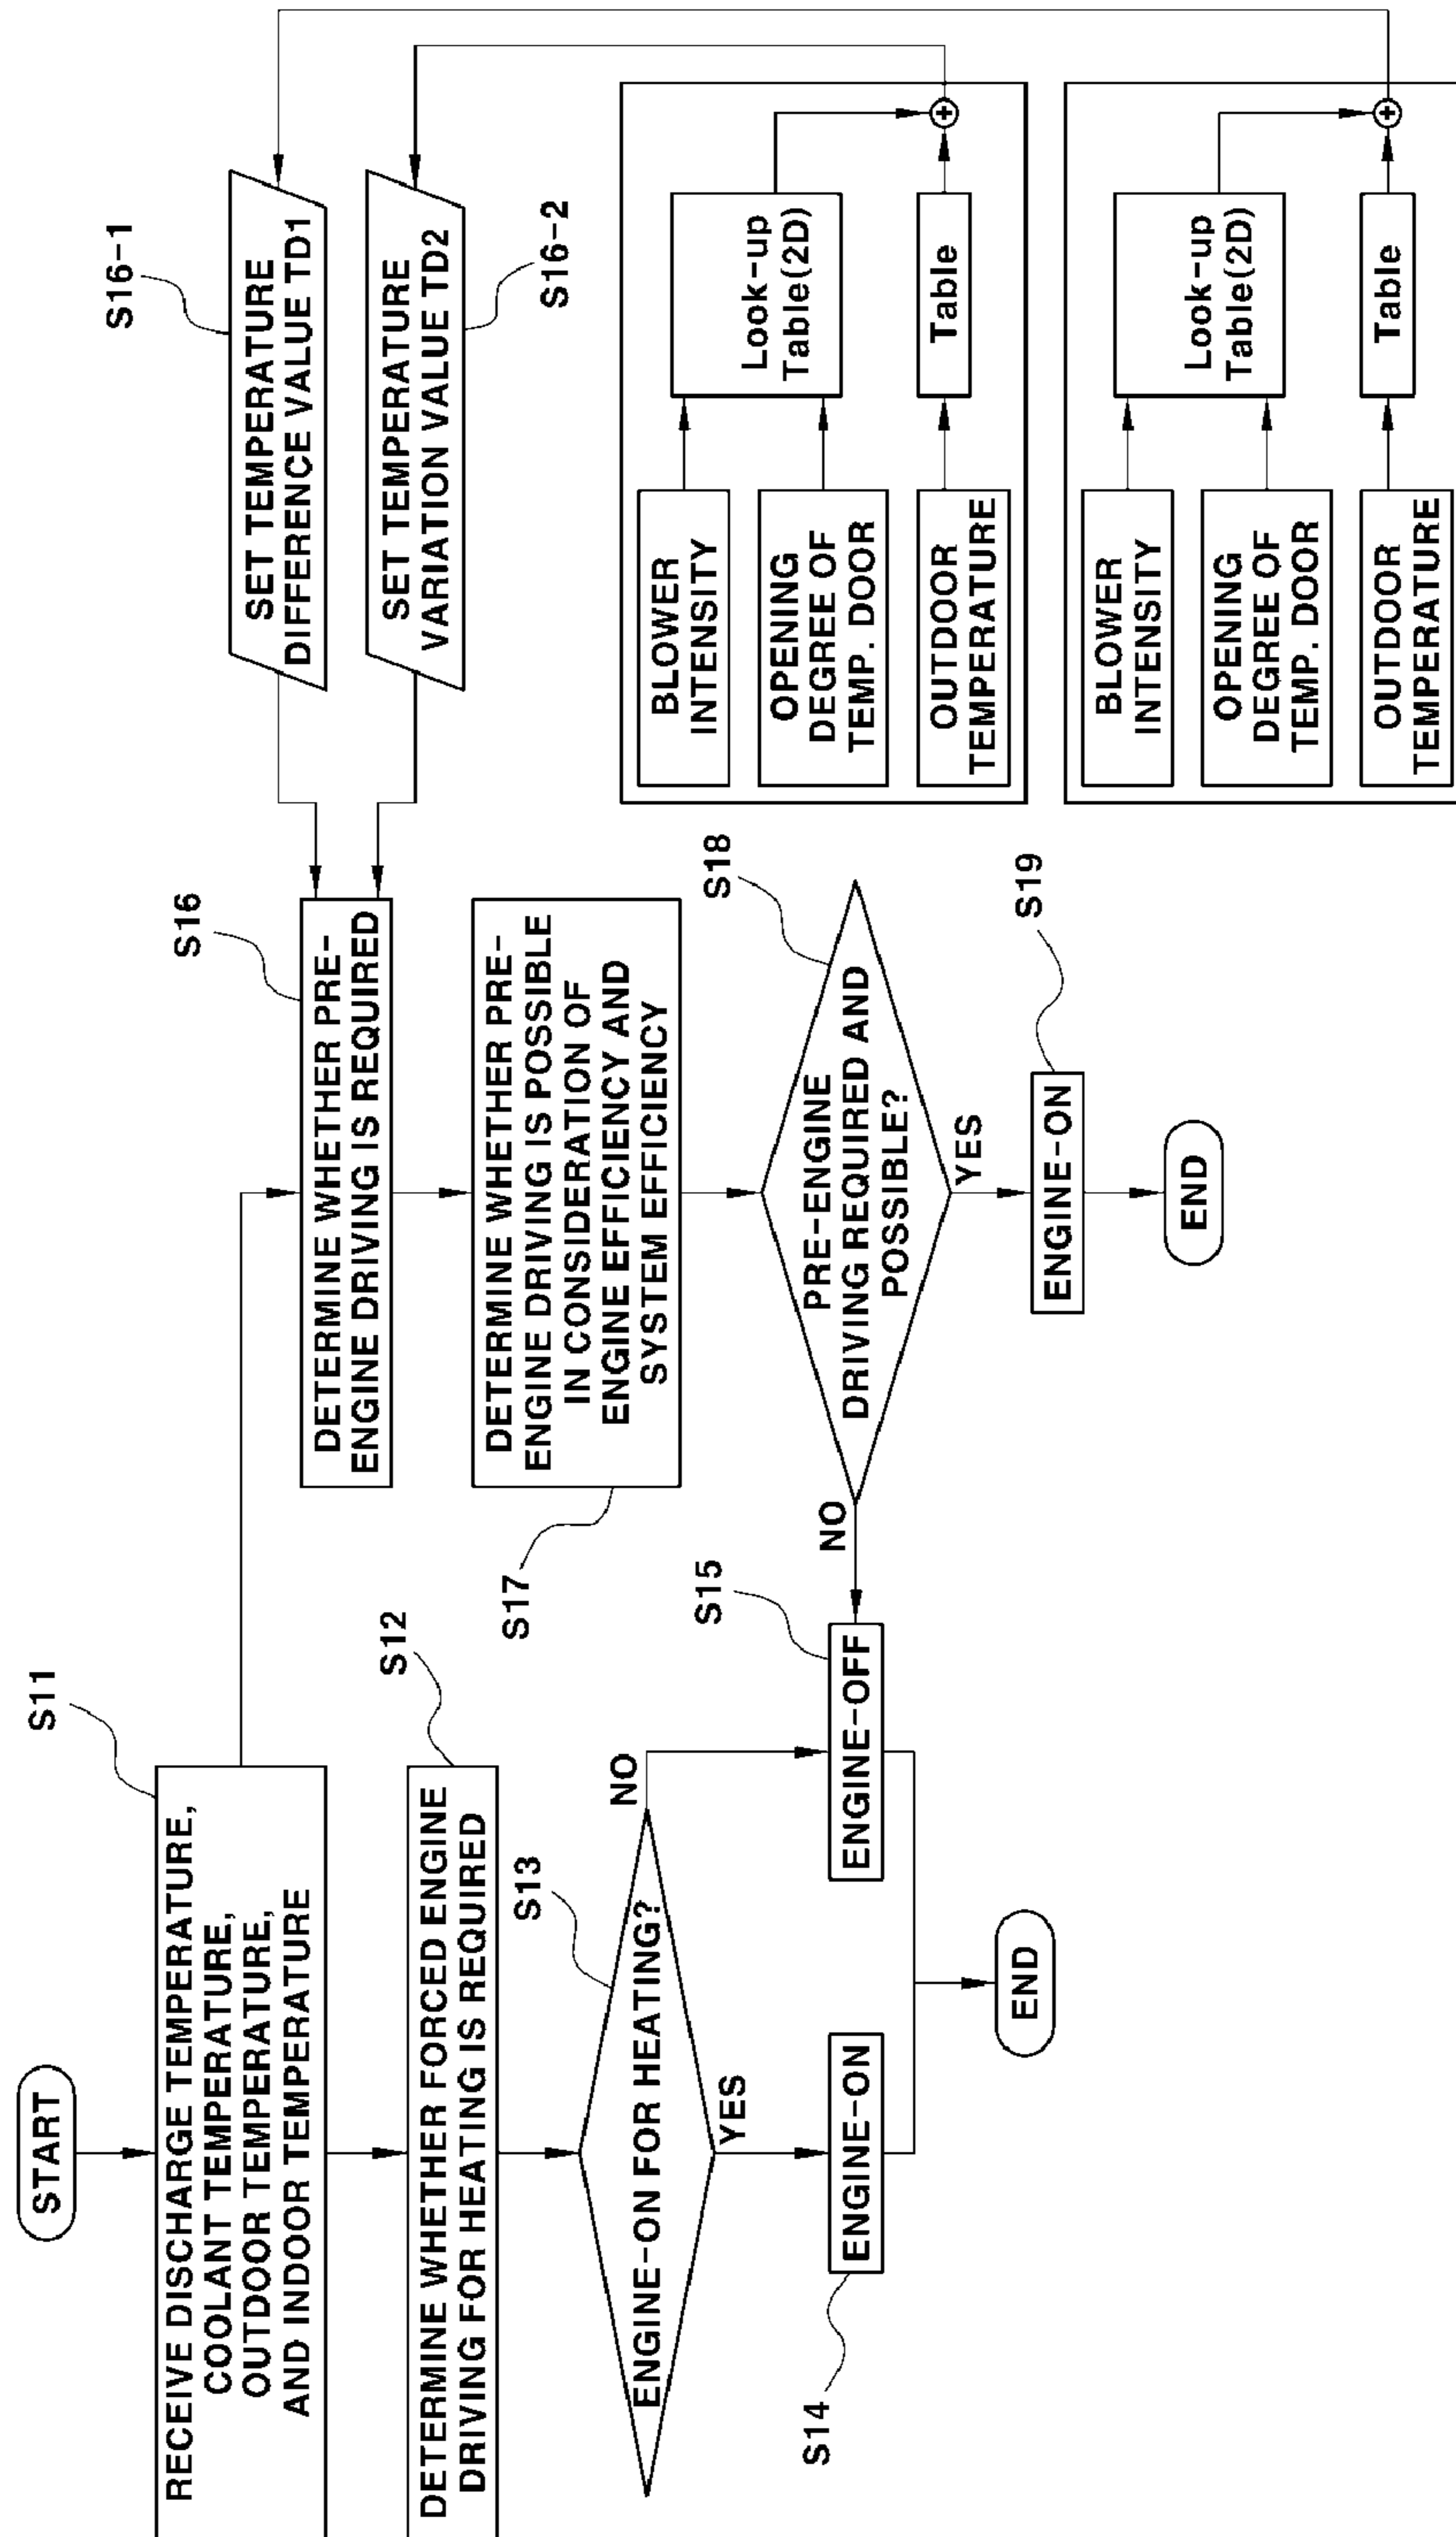 START
S11
RECEIVE DISCHARGE TEMPERATURE,
COOLANT TEMPERATURE,
OUTDOOR TEMPERATURE,
AND INDOOR TEMPERATURE
S12
DETERMINE WHETHER FORCED ENGINE
DRIVING FOR HEATING IS REQUIRED
S13
ENGINE-ON FOR HEATING?
NO
YES
S14
ENGINE-ON
S15
ENGINE-OFF
END
S16
DETERMINE WHETHER PRE-
ENGINE DRIVING IS REQUIRED
S17
DETERMINE WHETHER PRE-
ENGINE DRIVING IS POSSIBLE
IN CONSIDERATION OF
ENGINE EFFICIENCY AND
SYSTEM EFFICIENCY
S18
PRE-ENGINE
DRIVING REQUIRED AND
POSSIBLE?
NO
YES
S19
ENGINE-ON
END
S16-1
SET TEMPERATURE
DIFFERENCE VALUE TD1
SET TEMPERATURE
VARIATION VALUE TD2
S16-2
BLOWER
INTENSITY
OPENING
DEGREE OF
TEMP. DOOR
OUTDOOR
TEMPERATURE
Look-up
Table(2D)
Table
+
BLOWER
INTENSITY
OPENING
DEGREE OF
TEMP. DOOR
OUTDOOR
TEMPERATURE
Look-up
Table(2D)
Table
+